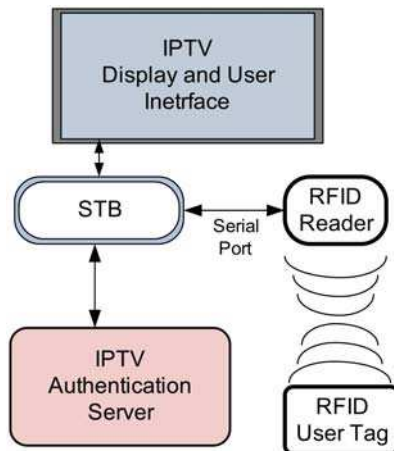 IPTV
Display and User
Inetrface
STB
Serial
Port
RFID
Reader
IPTV
Authentication
Server
RFID
User Tag